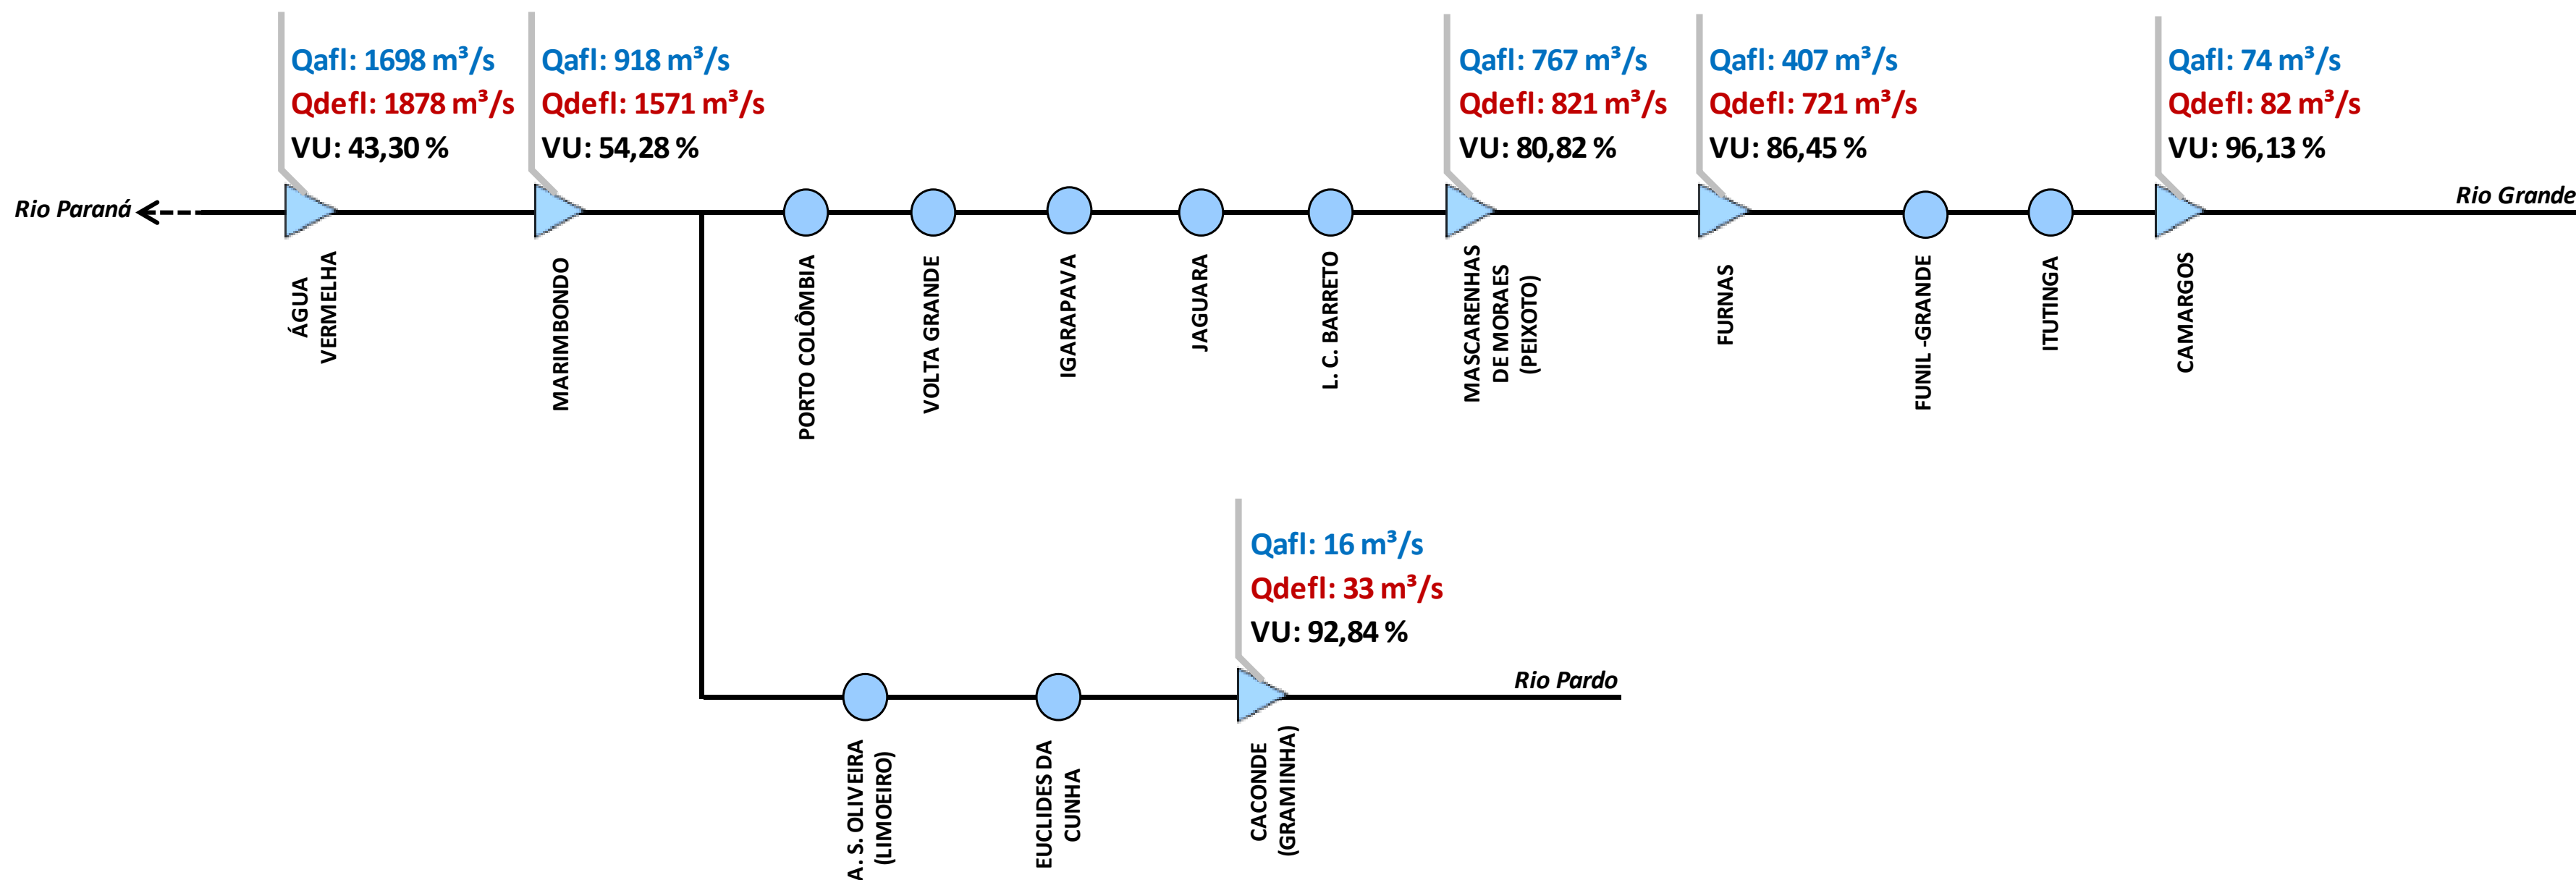 Qafl: 1698 m³/s
Qdefl: 1878 m³/s
VU: 43,30 %
Qafl: 918 m³/s
Qdefl: 1571 m³/s
VU: 54,28 %
Qafl: 767 m³/s
Qdefl: 821 m³/s
VU: 80,82 %
Qafl: 407 m³/s
Qdefl: 721 m³/s
VU: 86,45 %
Qafl: 74 m³/s
Qdefl: 82 m³/s
VU: 96,13 %
Rio Paraná
Rio Grande
ÁGUA
VERMELHA
MARIMBONDO
PORTO COLÔMBIA
VOLTA GRANDE
IGARAPAVA
JAGUARA
L. C. BARRETO
MASCARENHAS
DE MORAES
(PEIXOTO)
FURNAS
FUNIL -GRANDE
ITUTINGA
CAMARGOS
Qafl: 16 m³/s
Qdefl: 33 m³/s
VU: 92,84 %
Rio Pardo
A. S. OLIVEIRA
(LIMOEIRO)
EUCLIDES DA
CUNHA
CACONDE
(GRAMINHA)